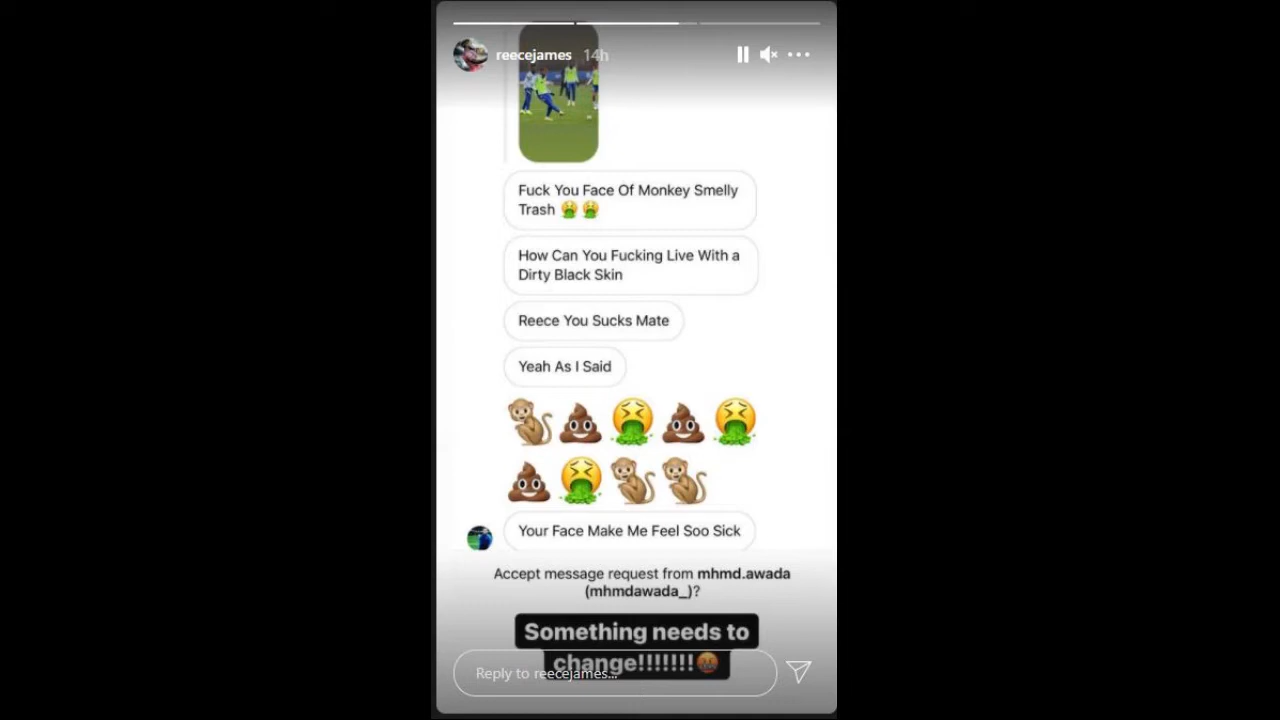 reecejames 14h
Fuck You Face Of Monkey Smelly
Trash 🤮🤮
How Can You Fucking Live With a
Dirty Black Skin
Reece You Sucks Mate
Yeah As I Said
🐒💩🤮💩🤮
💩🤮🐒🐒
Your Face Make Me Feel Soo Sick
Accept message request from mhmd.awada
(mhmdawada_)?
Something needs to
change!!!!!!!🤬
Reply to reecejames...